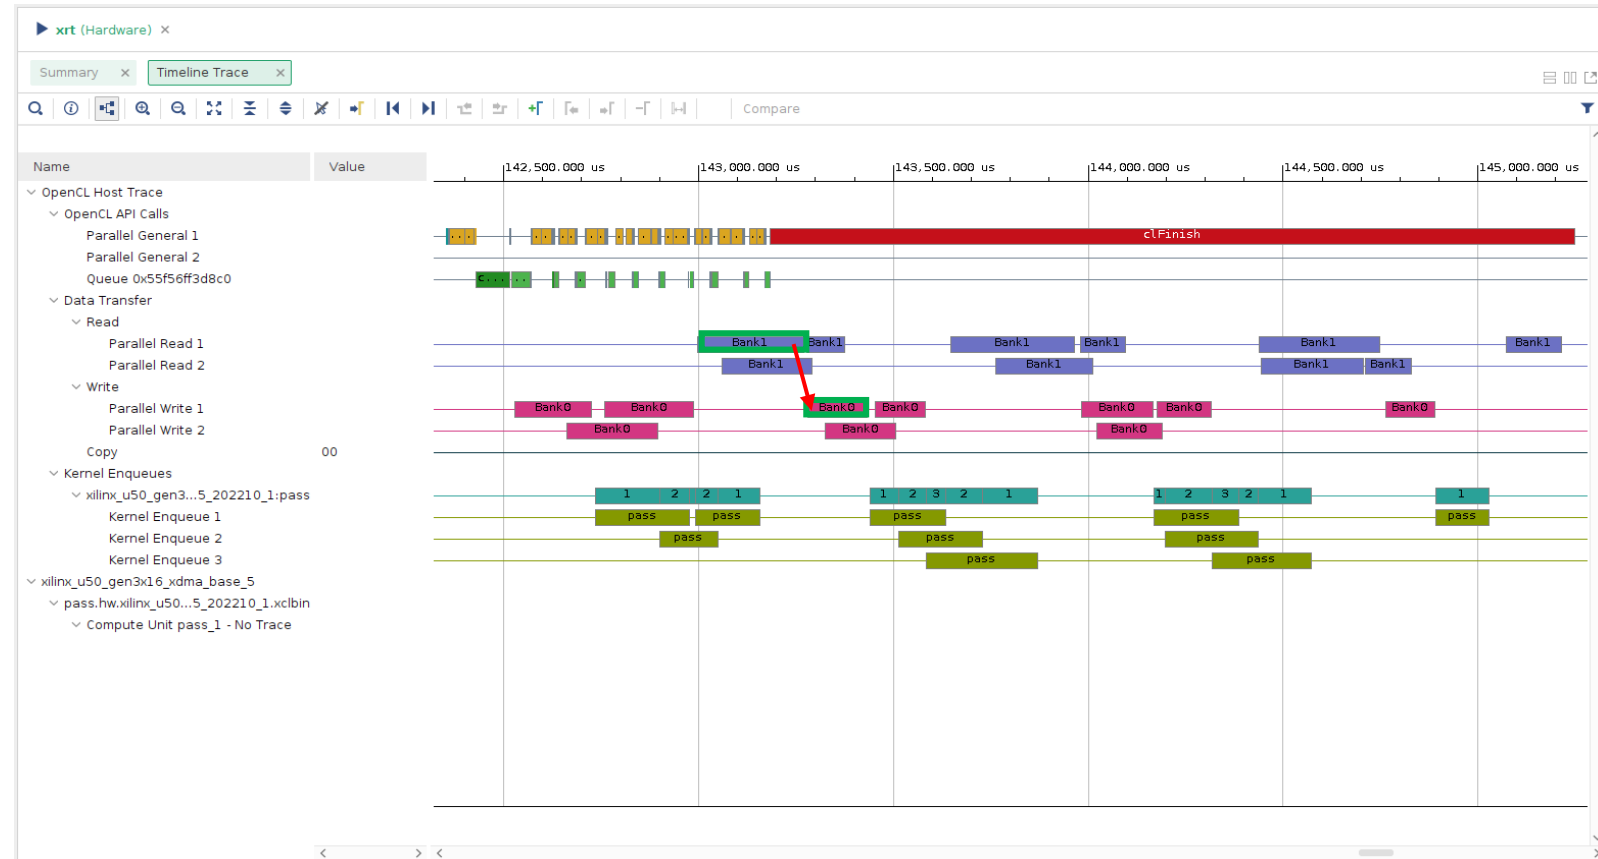 xrt (Hardware)
Summary
Timeline Trace
Compare
Name Value
142,500.000 us 143,000.000 us 143,500.000 us 144,000.000 us 144,500.000 us 145,000.000 us
OpenCL Host Trace
OpenCL API Calls
Parallel General 1 ... .. .. .. .. ... ... .. ... .. clFinish
Parallel General 2
Queue 0x55f56ff3d8c0 c... ..
Data Transfer
Read
Parallel Read 1 Bank1 Bank1 Bank1 Bank1 Bank1 Bank1
Parallel Read 2 Bank1 Bank1 Bank1 Bank1
Write
Parallel Write 1 Bank0 Bank0 Bank0 Bank0 Bank0 Bank0 Bank0
Parallel Write 2 Bank0 Bank0 Bank0
Copy 00
Kernel Enqueues
xilinx_u50_gen3...5_202210_1:pass 1 2 2 1 1 2 3 2 1 1 2 3 2 1 1
Kernel Enqueue 1 pass pass pass pass pass
Kernel Enqueue 2 pass pass pass
Kernel Enqueue 3 pass pass
xilinx_u50_gen3x16_xdma_base_5
pass.hw.xilinx_u50...5_202210_1.xclbin
Compute Unit pass_1 - No Trace